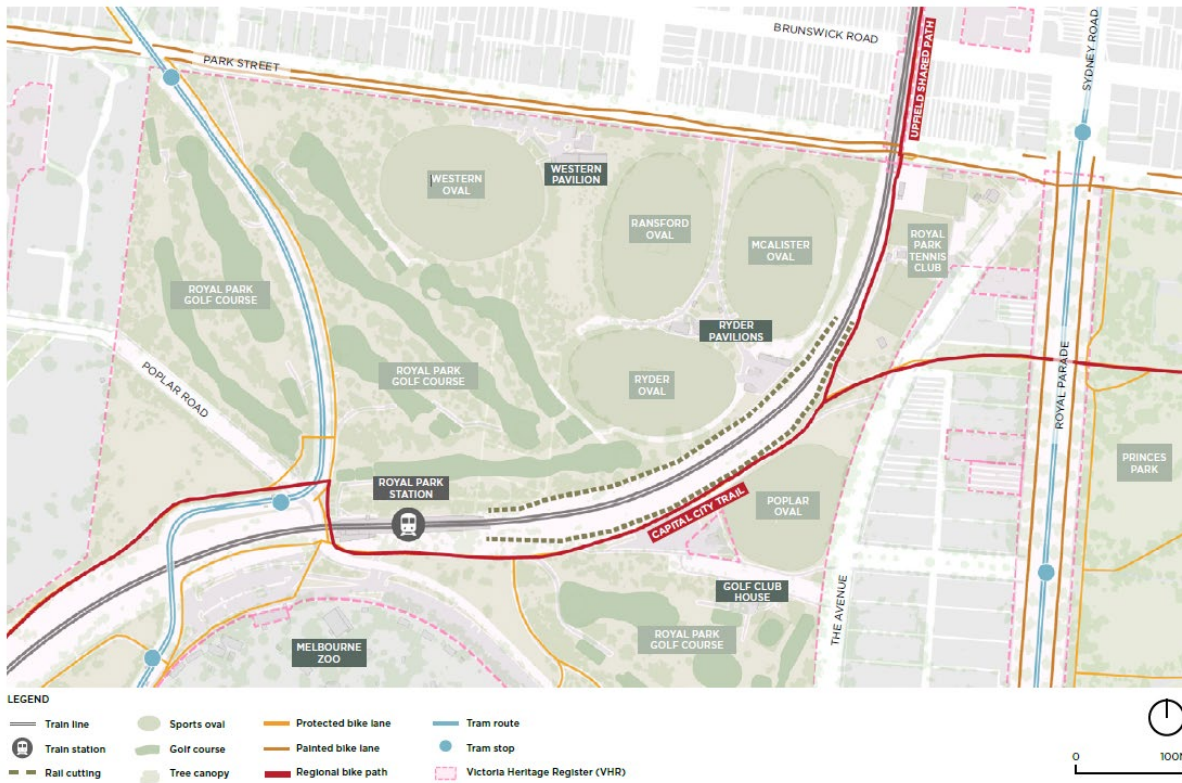 BRUNSWICK ROAD
SYDNEY ROAD
PARK STREET
UPFIELD SHARED PATH
WESTERN
OVAL
WESTERN
PAVILION
RANSFORD
OVAL
MCALISTER
OVAL
ROYAL
PARK
TENNIS
CLUB
ROYAL PARK
GOLF COURSE
RYDER
PAVILIONS
ROYAL PARK
GOLF COURSE
RYDER
OVAL
POPLAR ROAD
ROYAL PARADE
PRINCES
PARK
ROYAL PARK
STATION
POPLAR
OVAL
CAPITAL CITY TRAIL
GOLF CLUB
HOUSE
THE AVENUE
ROYAL PARK
GOLF COURSE
MELBOURNE
ZOO
LEGEND
Train line
Sports oval
Protected bike lane
Tram route
Train station
Golf course
Painted bike lane
Tram stop
Rail cutting
Tree canopy
Regional bike path
Victoria Heritage Register (VHR)
0 100M